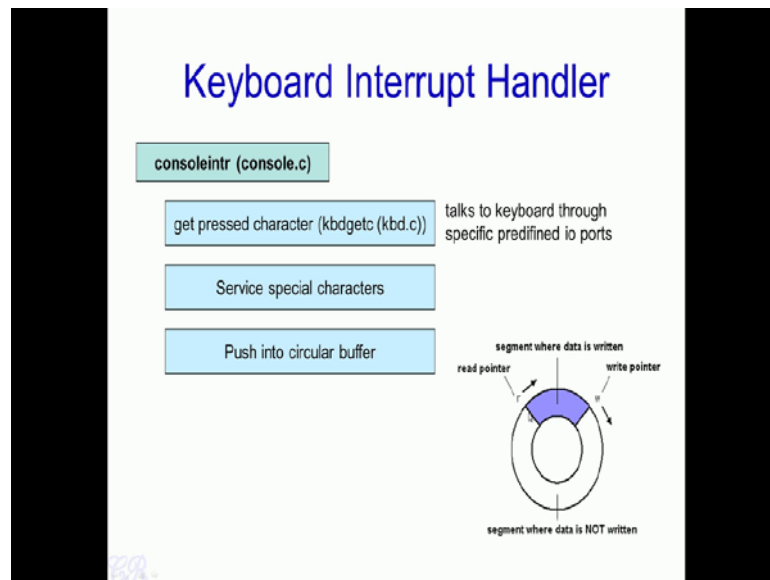 Keyboard Interrupt Handler
consoleintr (console.c)
get pressed character (kbdgetc (kbd.c))
talks to keyboard through
specific predifined io ports
Service special characters
Push into circular buffer
segment where data is written
read pointer
write pointer
r
w
segment where data is NOT written